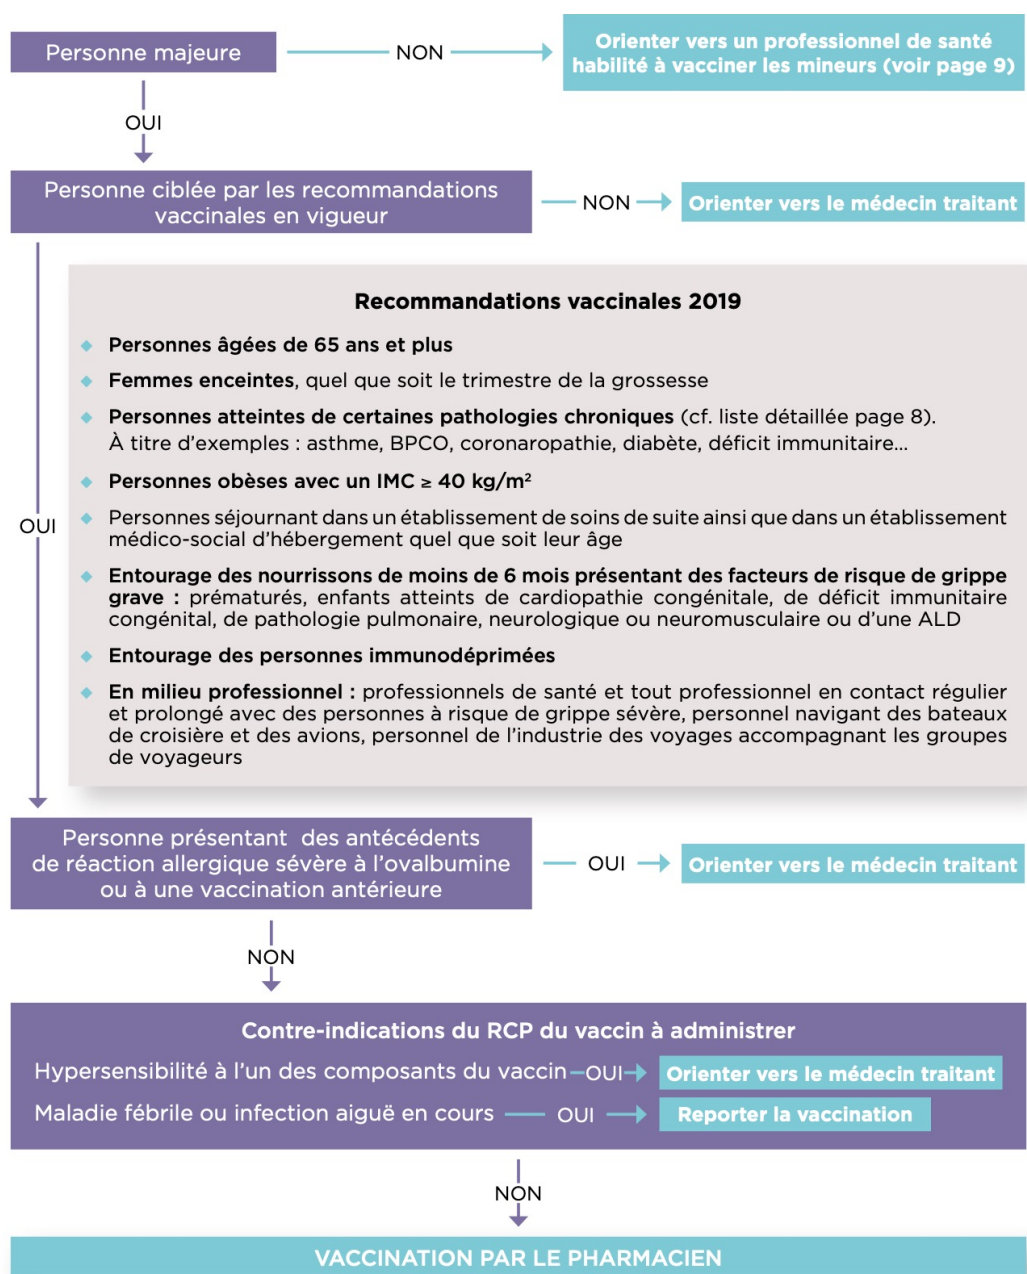 Personne majeure
NON
Orienter vers un professionnel de santé
habilité à vacciner les mineurs (voir page 9)
OUI
Personne ciblée par les recommandations
vaccinales en vigueur
NON
Orienter vers le médecin traitant
Recommandations vaccinales 2019
Personnes âgées de 65 ans et plus
Femmes enceintes, quel que soit le trimestre de la grossesse
Personnes atteintes de certaines pathologies chroniques (cf. liste détaillée page 8).
À titre d'exemples : asthme, BPCO, coronaropathie, diabète, déficit immunitaire...
Personnes obèses avec un IMC ≥ 40 kg/m²
OUI
Personnes séjournant dans un établissement de soins de suite ainsi que dans un établissement
médico-social d'hébergement quel que soit leur âge
Entourage des nourrissons de moins de 6 mois présentant des facteurs de risque de grippe
grave : prématurés, enfants atteints de cardiopathie congénitale, de déficit immunitaire
congénital, de pathologie pulmonaire, neurologique ou neuromusculaire ou d'une ALD
Entourage des personnes immunodéprimées
En milieu professionnel : professionnels de santé et tout professionnel en contact régulier
et prolongé avec des personnes à risque de grippe sévère, personnel navigant des bateaux
de croisière et des avions, personnel de l'industrie des voyages accompagnant les groupes
de voyageurs
Personne présentant des antécédents
de réaction allergique sévère à l'ovalbumine
ou à une vaccination antérieure
OUI
Orienter vers le médecin traitant
NON
Contre-indications du RCP du vaccin à administrer
Hypersensibilité à l'un des composants du vaccin
OUI
Orienter vers le médecin traitant
Maladie fébrile ou infection aiguë en cours
OUI
Reporter la vaccination
NON
VACCINATION PAR LE PHARMACIEN